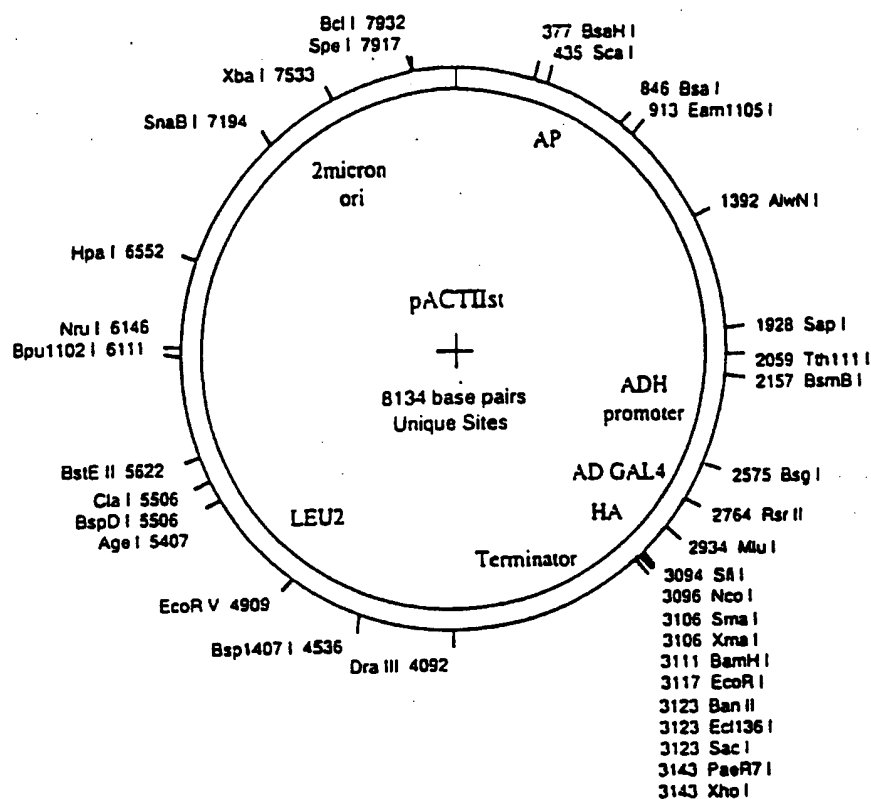 Bcl I 7932
Spe I 7917
Xba I 7533
SnaB I 7194
Hpa I 6552
Nru I 6146
Bpu1102 I 6111
BstE II 5622
Cla I 5506
BspD I 5506
Age I 5407
EcoR V 4909
Bsp1407 I 4536
Dra III 4092
377 BsaH I
435 Sca I
846 Bsa I
913 Eam1105 I
1392 AlwN I
1928 Sap I
2059 Tth111 I
2157 BsmB I
2575 Bsg I
2764 Rsr II
2934 Mlu I
3094 Sfi I
3096 Nco I
3106 Sma I
3106 Xma I
3111 BamH I
3117 EcoR I
3123 Ban II
3123 Ecl136 I
3123 Sac I
3143 PaeR7 I
3143 Xho I
AP
2micron
ori
pACTIIst
8134 base pairs
Unique Sites
ADH
promoter
AD GAL4
HA
Terminator
LEU2